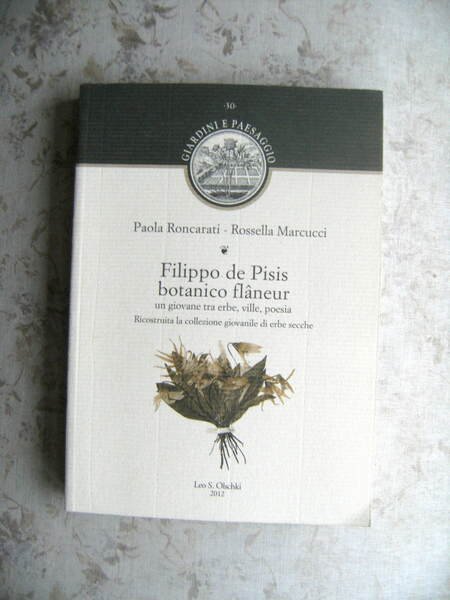 ·30·
GIARDINI E PAESAGGIO
Paola Roncarati - Rossella Marcucci
Filippo de Pisis
botanico flâneur
un giovane tra erbe, ville, poesia
Ricostruita la collezione giovanile di erbe secche
Leo S. Olschki
2012